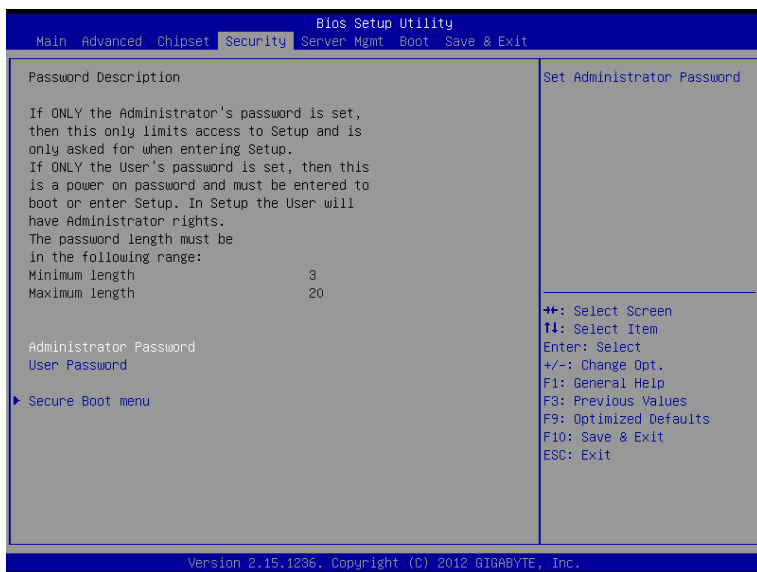 Bios Setup Utility
Main Advanced Chipset Security Server Mgmt Boot Save & Exit
Password Description
If ONLY the Administrator's password is set,
then this only limits access to Setup and is
only asked for when entering Setup.
If ONLY the User's password is set, then this
is a power on password and must be entered to
boot or enter Setup. In Setup the User will
have Administrator rights.
The password length must be
in the following range:
Minimum length 3
Maximum length 20
Administrator Password
User Password
Secure Boot menu
Set Administrator Password
→←: Select Screen
↑↓: Select Item
Enter: Select
+/-: Change Opt.
F1: General Help
F3: Previous Values
F9: Optimized Defaults
F10: Save & Exit
ESC: Exit
Version 2.15.1236. Copyright (C) 2012 GIGABYTE, Inc.